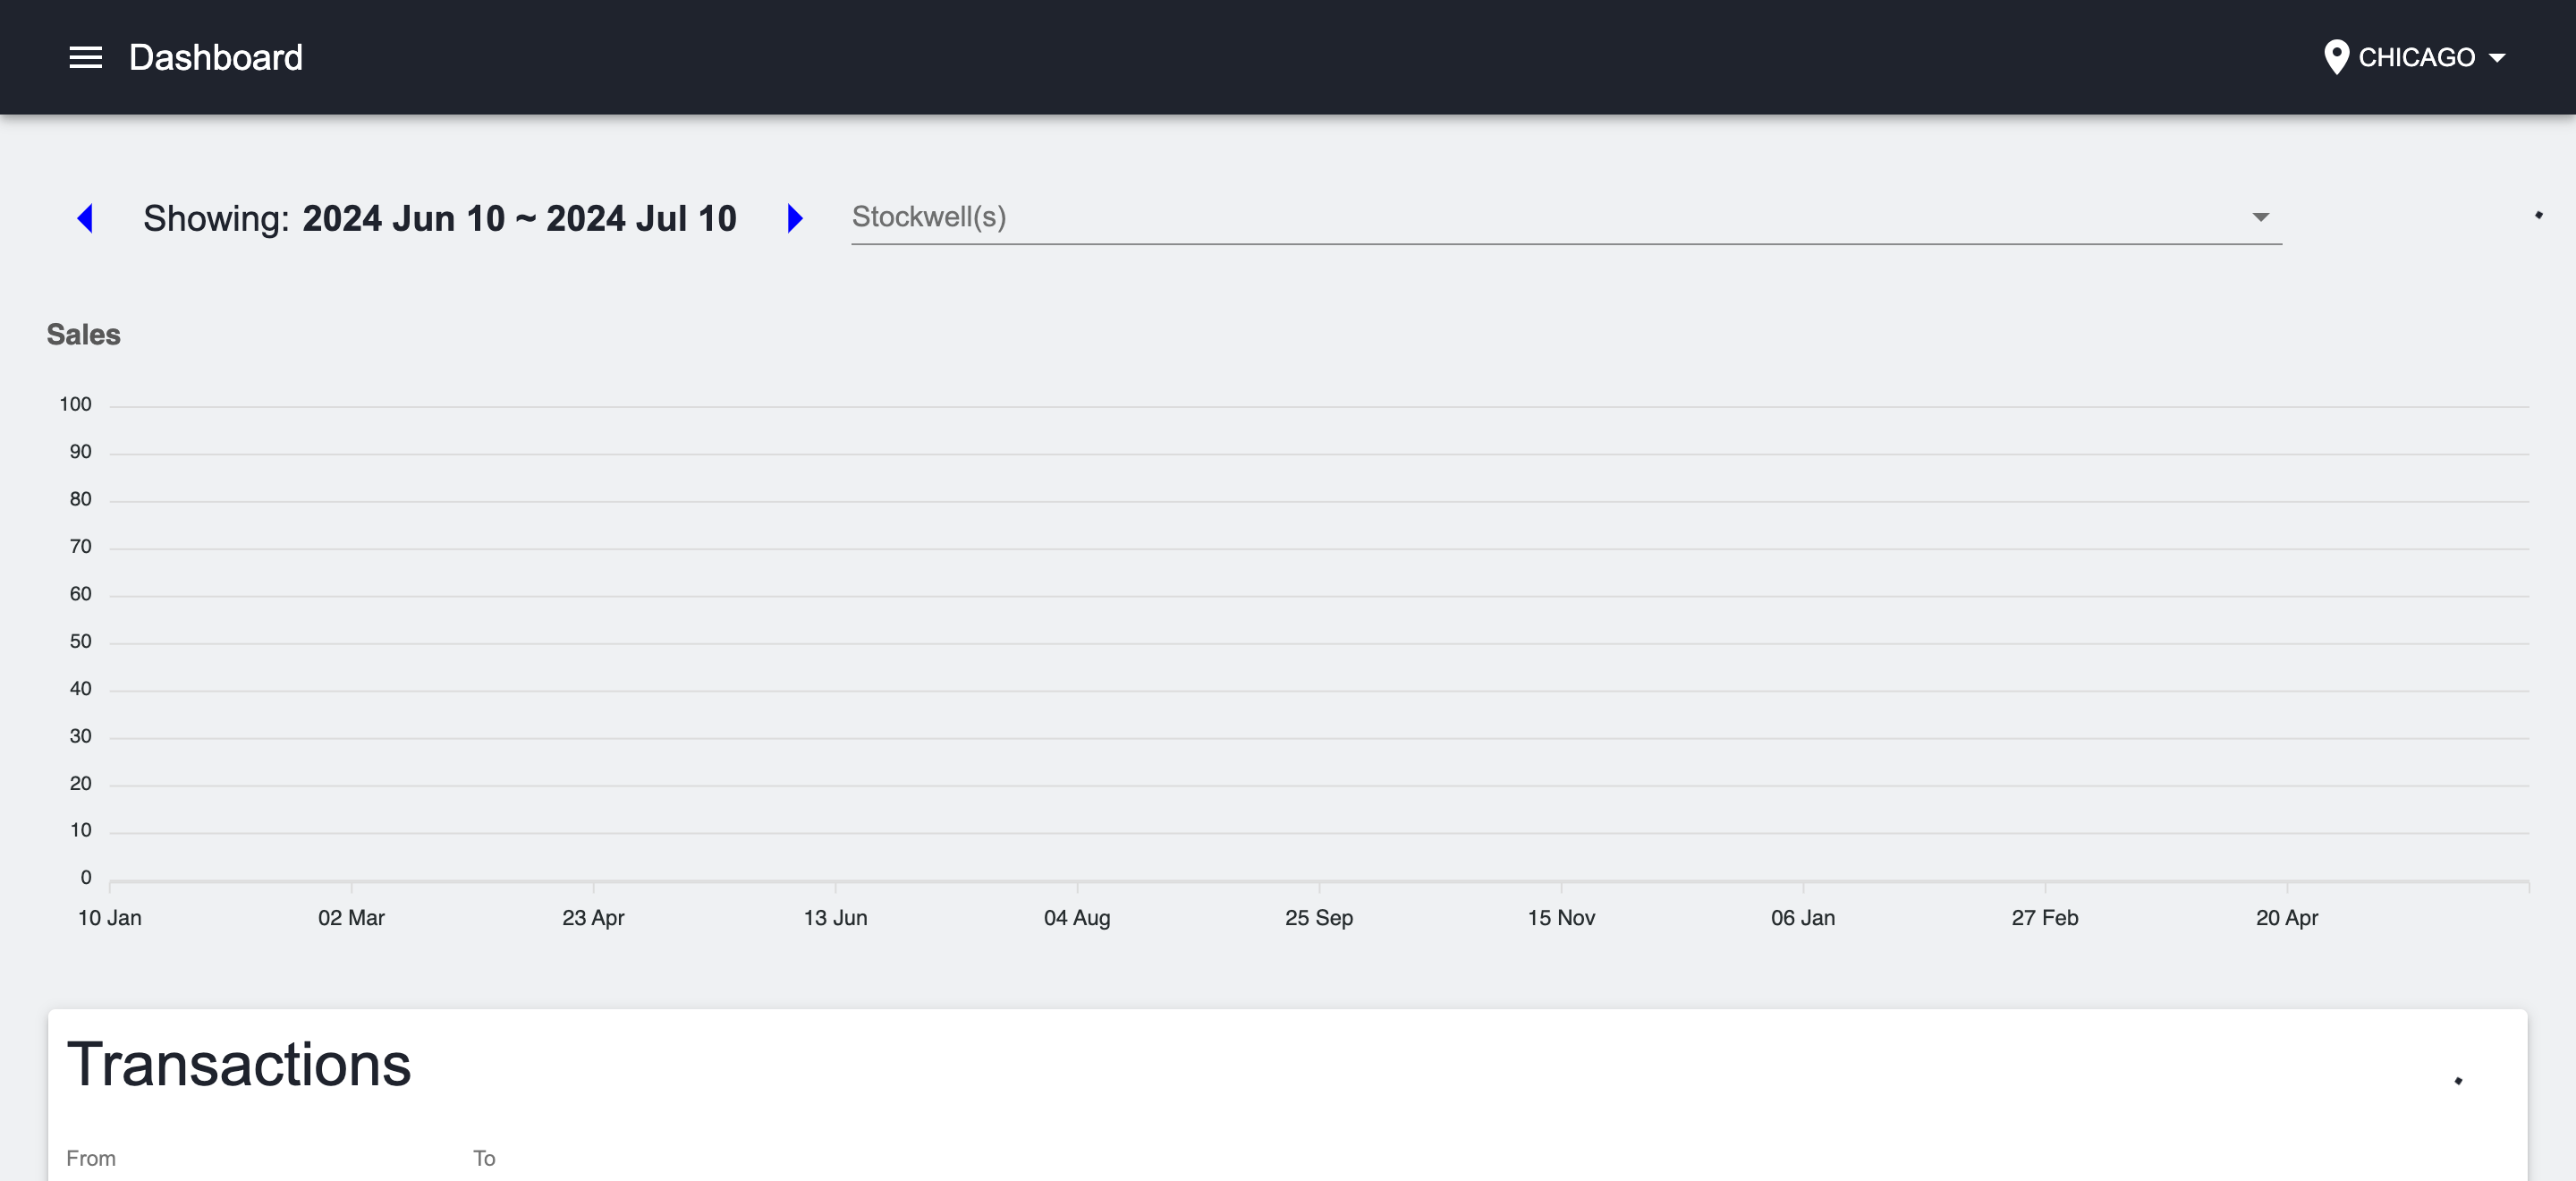 Dashboard
CHICAGO
Showing: 2024 Jun 10 ~ 2024 Jul 10
Stockwell(s)
Sales
100
90
80
70
60
50
40
30
20
10
0
10 Jan 02 Mar 23 Apr 13 Jun 04 Aug 25 Sep 15 Nov 06 Jan 27 Feb 20 Apr
Transactions
From To